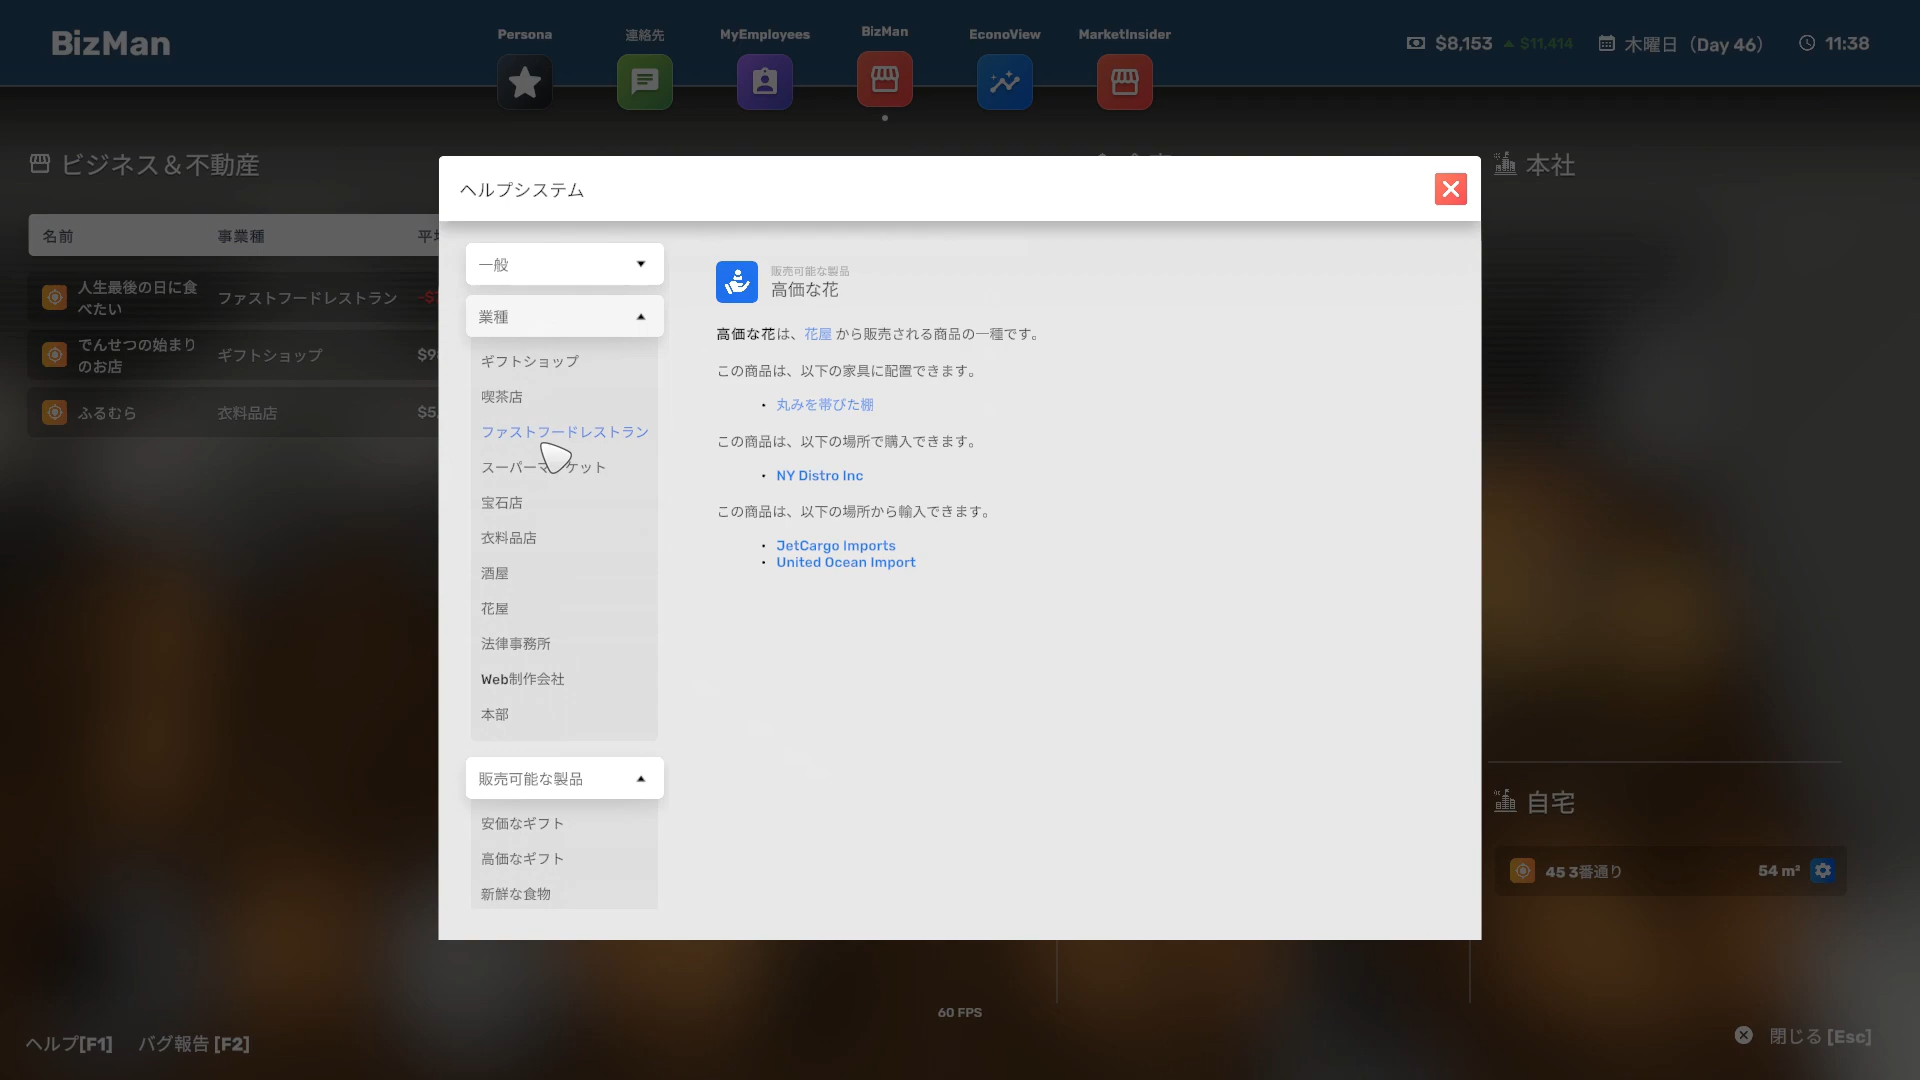 BizMan
Persona
連絡先
MyEmployees
BizMan
EconoView
MarketInsider
$8,153
$11,414
木曜日（Day 46）
11:38
ビジネス＆不動産
本社
名前
事業種
人生最後の日に食
べたい
ファストフードレストラン
でんせつの始まり
のお店
ギフトショップ
ふるむら
衣料品店
ヘルプシステム
一般
業種
ギフトショップ
喫茶店
ファストフードレストラン
スーパーマーケット
宝石店
衣料品店
酒屋
花屋
法律事務所
Web制作会社
本部
販売可能な製品
安価なギフト
高価なギフト
新鮮な食物
販売可能な製品
高価な花
高価な花は、花屋 から販売される商品の一種です。
この商品は、以下の家具に配置できます。
・ 丸みを帯びた棚
この商品は、以下の場所で購入できます。
・ NY Distro Inc
この商品は、以下の場所から輸入できます。
・ JetCargo Imports
・ United Ocean Import
自宅
45 3番通り
54 m²
60 FPS
ヘルプ[F1]
バグ報告 [F2]
閉じる [Esc]